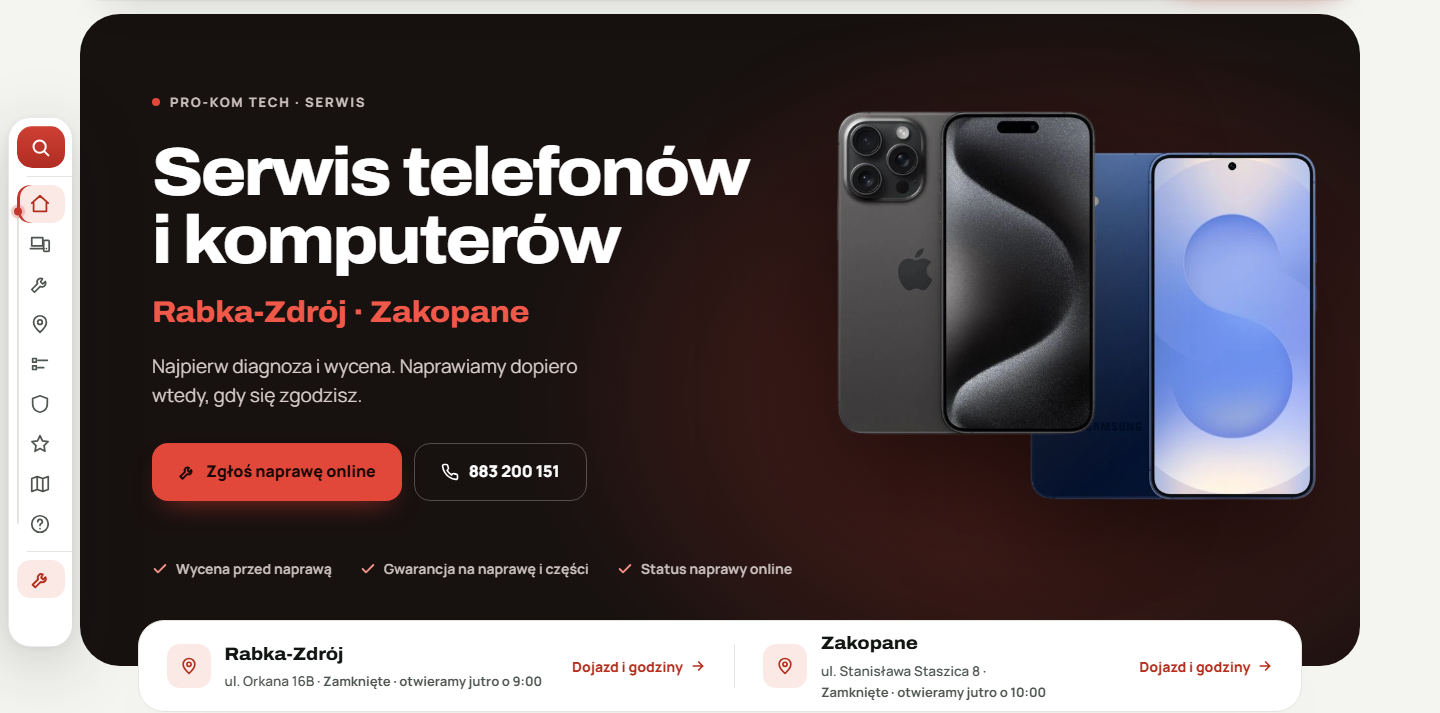 PRO-KOM TECH · SERWIS
Serwis telefonów
i komputerów
Rabka-Zdrój · Zakopane
Najpierw diagnoza i wycena. Naprawiamy dopiero
wtedy, gdy się zgodzisz.
Zgłoś naprawę online
883 200 151
Wycena przed naprawą
Gwarancja na naprawę i części
Status naprawy online
SAMSUNG
Rabka-Zdrój
ul. Orkana 16B · Zamknięte · otwieramy jutro o 9:00
Dojazd i godziny
Zakopane
ul. Stanisława Staszica 8 ·
Zamknięte · otwieramy jutro o 10:00
Dojazd i godziny